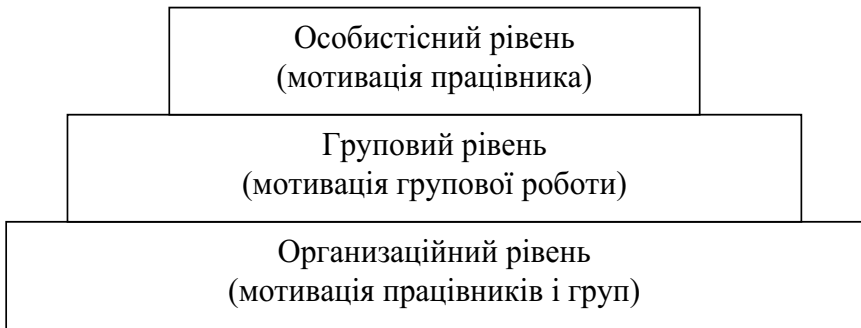 Особистісний рівень
(мотивація працівника)
Груповий рівень
(мотивація групової роботи)
Организаційний рівень
(мотивація працівників і груп)